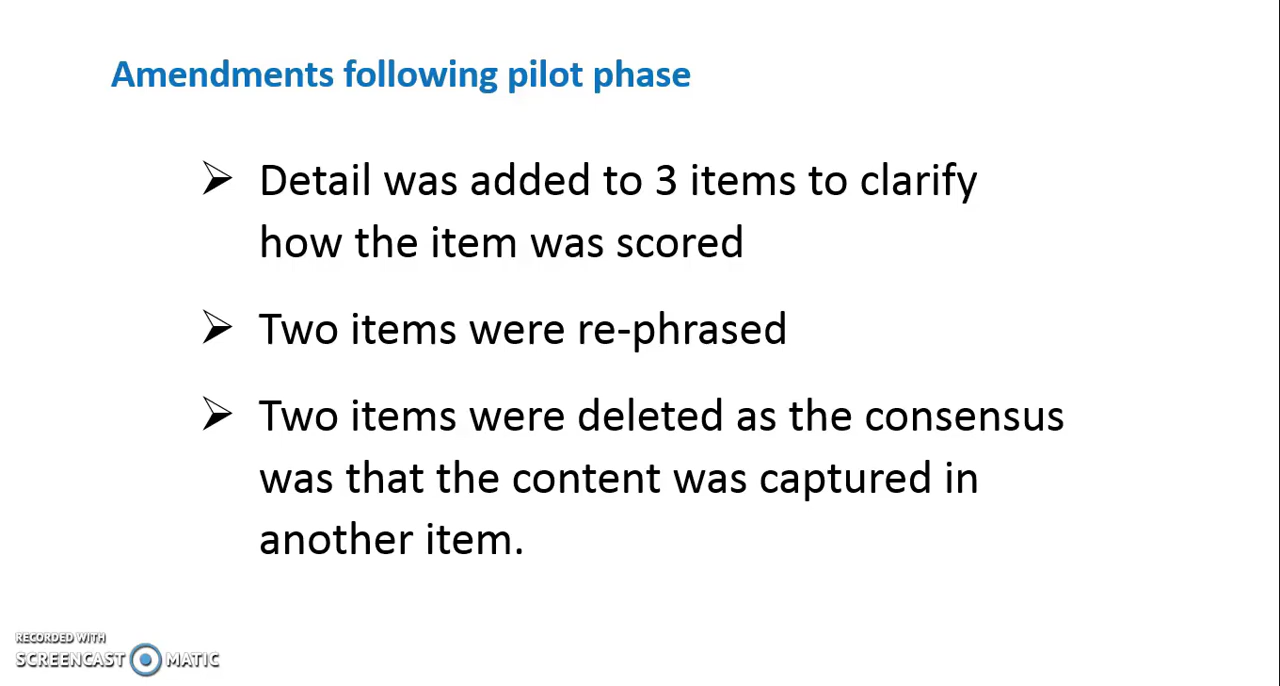 Amendments following pilot phase
➢ Detail was added to 3 items to clarify
how the item was scored
➢ Two items were re-phrased
➢ Two items were deleted as the consensus
was that the content was captured in
another item.
RECORDED WITH
SCREENCAST MATIC